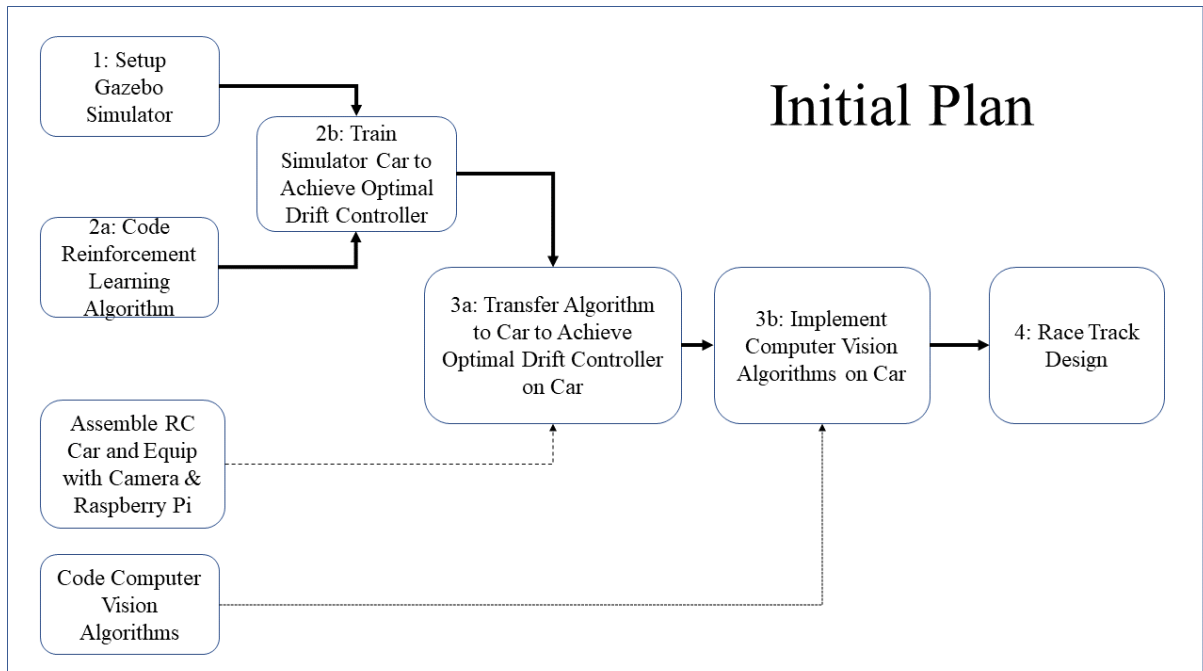 Initial Plan
1: Setup
Gazebo
Simulator
2b: Train
Simulator Car to
Achieve Optimal
Drift Controller
2a: Code
Reinforcement
Learning
Algorithm
3a: Transfer Algorithm
to Car to Achieve
Optimal Drift Controller
on Car
3b: Implement
Computer Vision
Algorithms on Car
4: Race Track
Design
Assemble RC
Car and Equip
with Camera &
Raspberry Pi
Code Computer
Vision
Algorithms